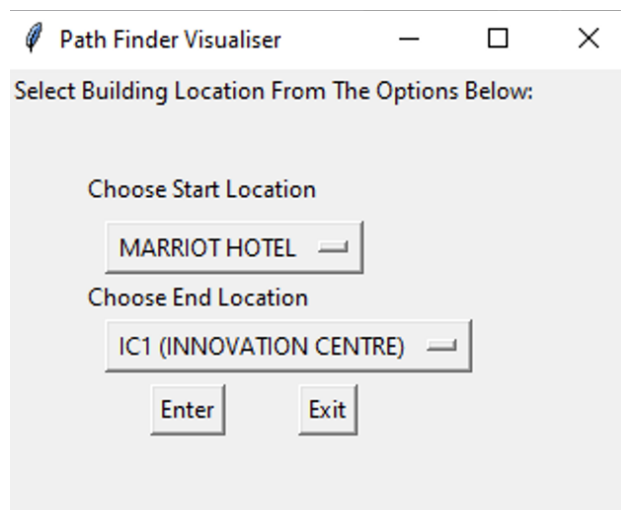 Path Finder Visualiser
Select Building Location From The Options Below:
Choose Start Location
MARRIOT HOTEL
Choose End Location
IC1 (INNOVATION CENTRE)
Enter Exit